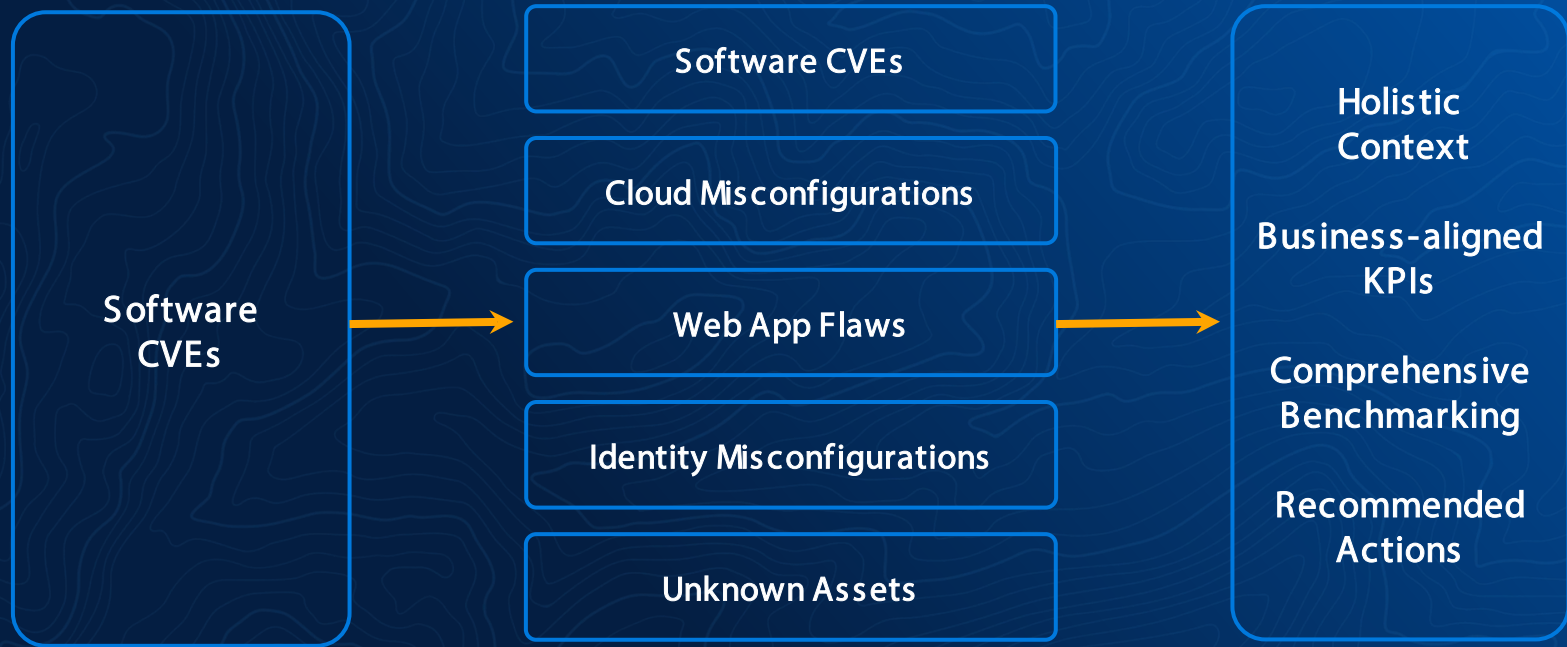 Software
CVEs
Software CVEs
Cloud Misconfigurations
Web App Flaws
Identity Misconfigurations
Unknown Assets
Holistic
Context
Business-aligned
KPIs
Comprehensive
Benchmarking
Recommended
Actions